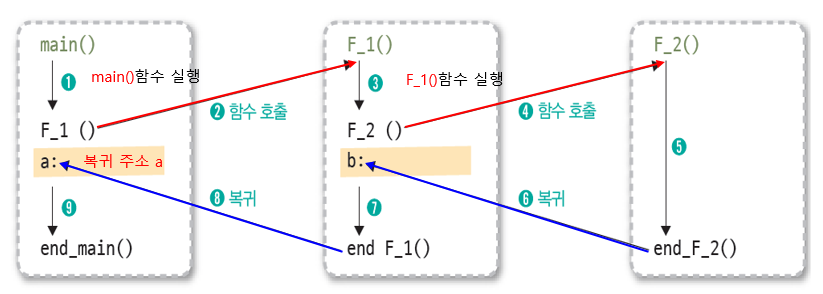 main()
❶ main()함수 실행
❷ 함수 호출
F_1 ()
a: 복귀 주소 a
❽ 복귀
❾
end_main()
F_1()
❸ F_1()함수 실행
❹ 함수 호출
F_2 ()
b:
❻ 복귀
❼
end F_1()
F_2()
❺
end_F_2()